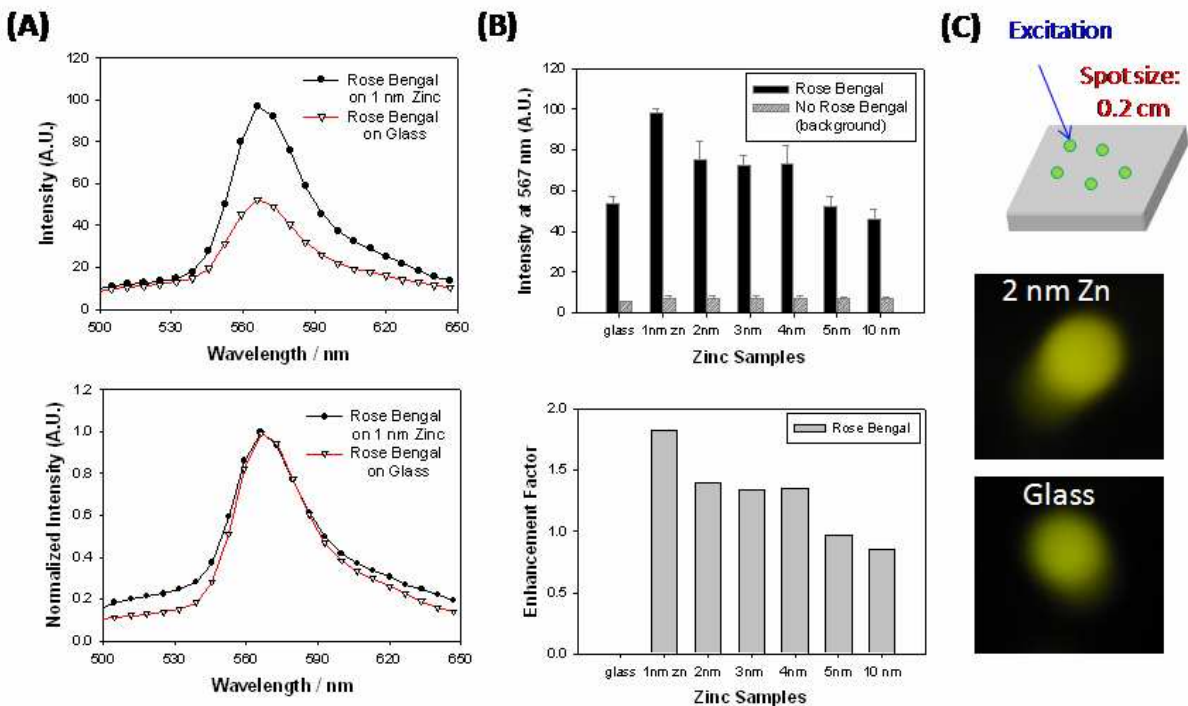 (A)
Intensity (A.U.)
120
100
80
60
40
20
0
Rose Bengal
on 1 nm Zinc
Rose Bengal
on Glass
500 530 560 590 620 650
Wavelength / nm
Normalized Intensity (A.U.)
1.2
1.0
0.8
0.6
0.4
0.2
0.0
Rose Bengal
on 1 nm Zinc
Rose Bengal
on Glass
500 530 560 590 620 650
Wavelength / nm
(B)
Intensity at 567 nm (A.U.)
120
100
80
60
40
20
0
Rose Bengal
No Rose Bengal
(background)
glass 1nm zn 2nm 3nm 4nm 5nm 10 nm
Zinc Samples
Enhancement Factor
2.0
1.5
1.0
0.5
0.0
Rose Bengal
glass 1nm zn 2nm 3nm 4nm 5nm 10 nm
Zinc Samples
(C)
Excitation
Spot size:
0.2 cm
2 nm Zn
Glass